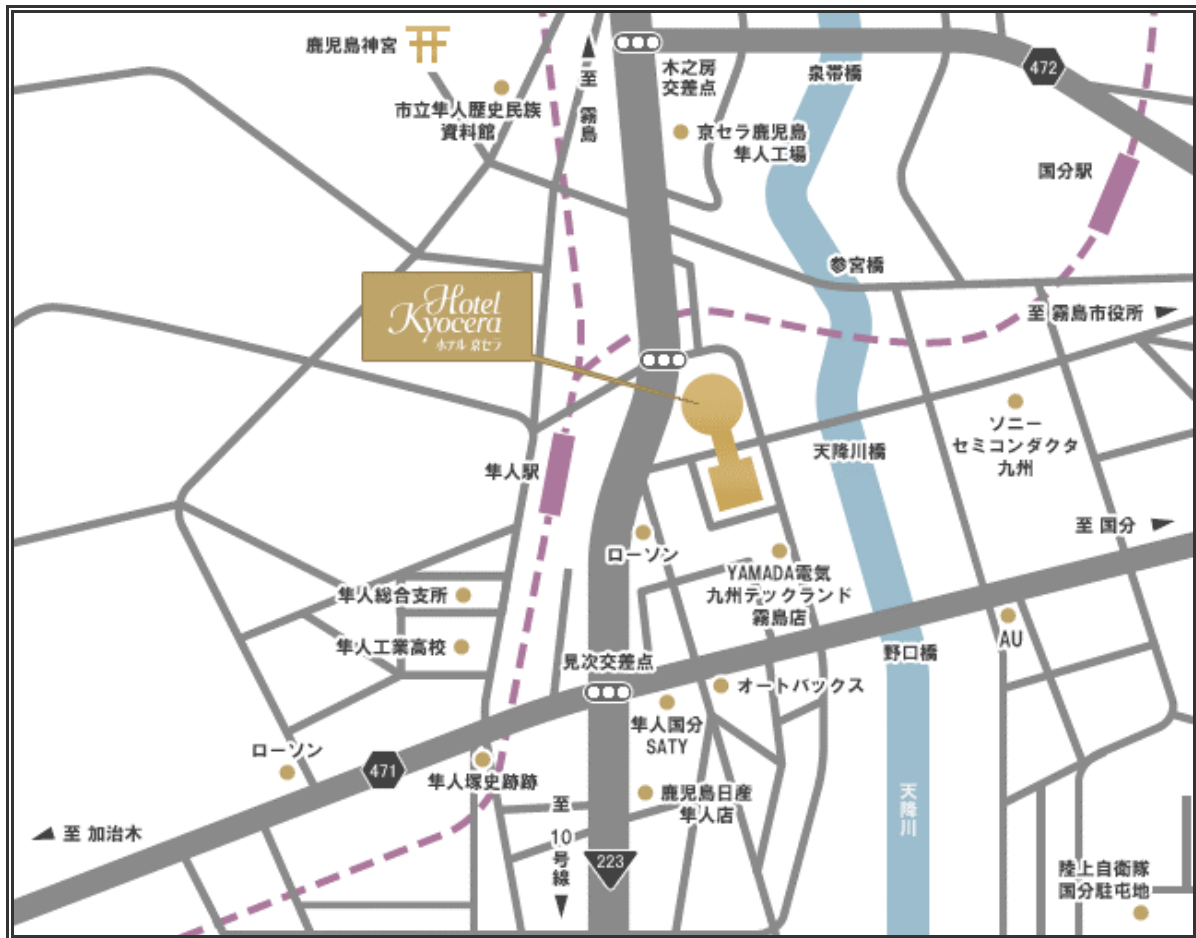 鹿児島神宮
市立隼人歴史民族
資料館
至 霧島
木之房
交差点
京セラ鹿児島
隼人工場
泉帯橋
472
国分駅
参宮橋
至 霧島市役所
Hotel
Kyocera
ホテル 京セラ
ソニー
セミコンダクタ
九州
天降川橋
隼人駅
至 国分
ローソン
YAMADA電気
九州テックランド
霧島店
隼人総合支所
隼人工業高校
AU
野口橋
見次交差点
オートバックス
隼人国分
SATY
ローソン
471
隼人塚史跡跡
鹿児島日産
隼人店
至 10号線
天降川
至 加治木
223
陸上自衛隊
国分駐屯地